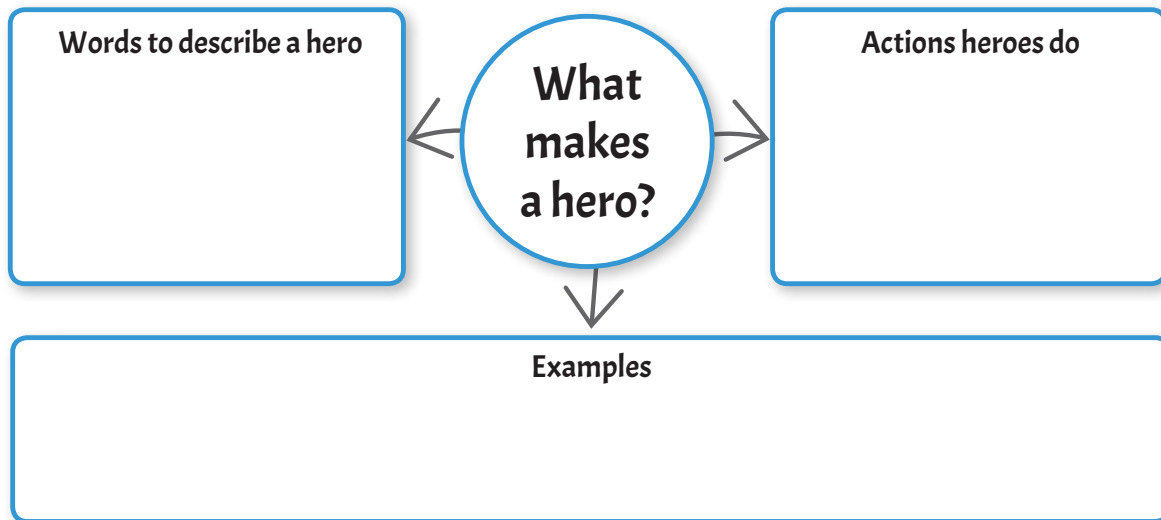 Words to describe a hero
What
makes
a hero?
Actions heroes do
Examples